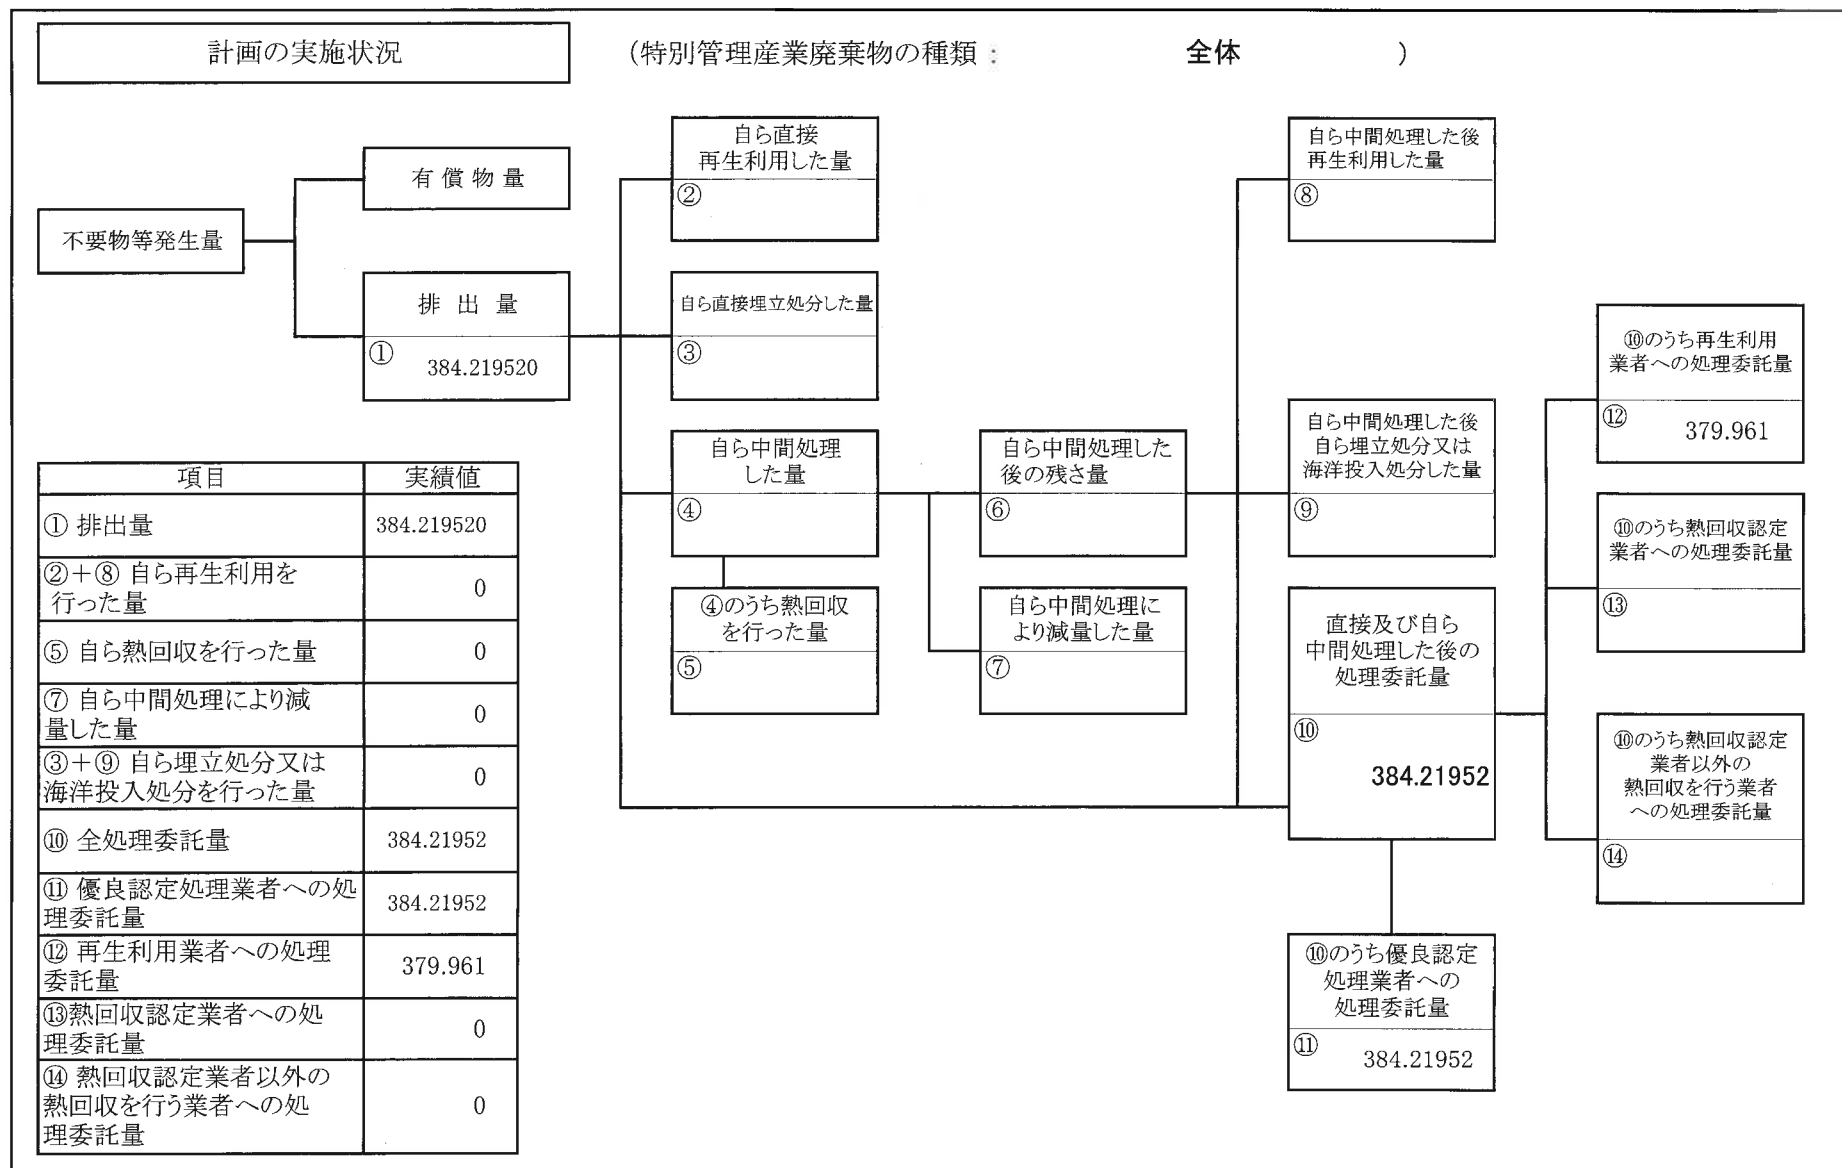 計画の実施状況
(特別管理産業廃棄物の種類： 全体 )
不要物等発生量
有償物量
排出量
①
384.219520
自ら直接
再生利用した量
②
自ら直接埋立処分した量
③
自ら中間処理
した量
④
④のうち熱回収
を行った量
⑤
自ら中間処理した
後の残さ量
⑥
自ら中間処理に
より減量した量
⑦
自ら中間処理した後
再生利用した量
⑧
自ら中間処理した後
自ら埋立処分又は
海洋投入処分した量
⑨
直接及び自ら
中間処理した後の
処理委託量
⑩
384.21952
⑩のうち優良認定
処理業者への
処理委託量
⑪
384.21952
⑩のうち再生利用
業者への処理委託量
⑫
379.961
⑩のうち熱回収認定
業者への処理委託量
⑬
⑩のうち熱回収認定
業者以外の
熱回収を行う業者
への処理委託量
⑭
項目 実績値
① 排出量 384.219520
②＋⑧ 自ら再生利用を
行った量 0
⑤ 自ら熱回収を行った量 0
⑦ 自ら中間処理により減
量した量 0
③＋⑨ 自ら埋立処分又は
海洋投入処分を行った量 0
⑩ 全処理委託量 384.21952
⑪ 優良認定処理業者への処
理委託量 384.21952
⑫ 再生利用業者への処理
委託量 379.961
⑬熱回収認定業者への処
理委託量 0
⑭ 熱回収認定業者以外の
熱回収を行う業者への処
理委託量 0